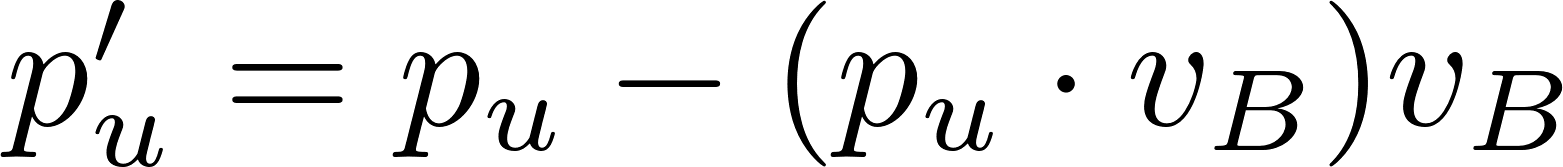 p′_u = p_u − (p_u · v_B) v_B